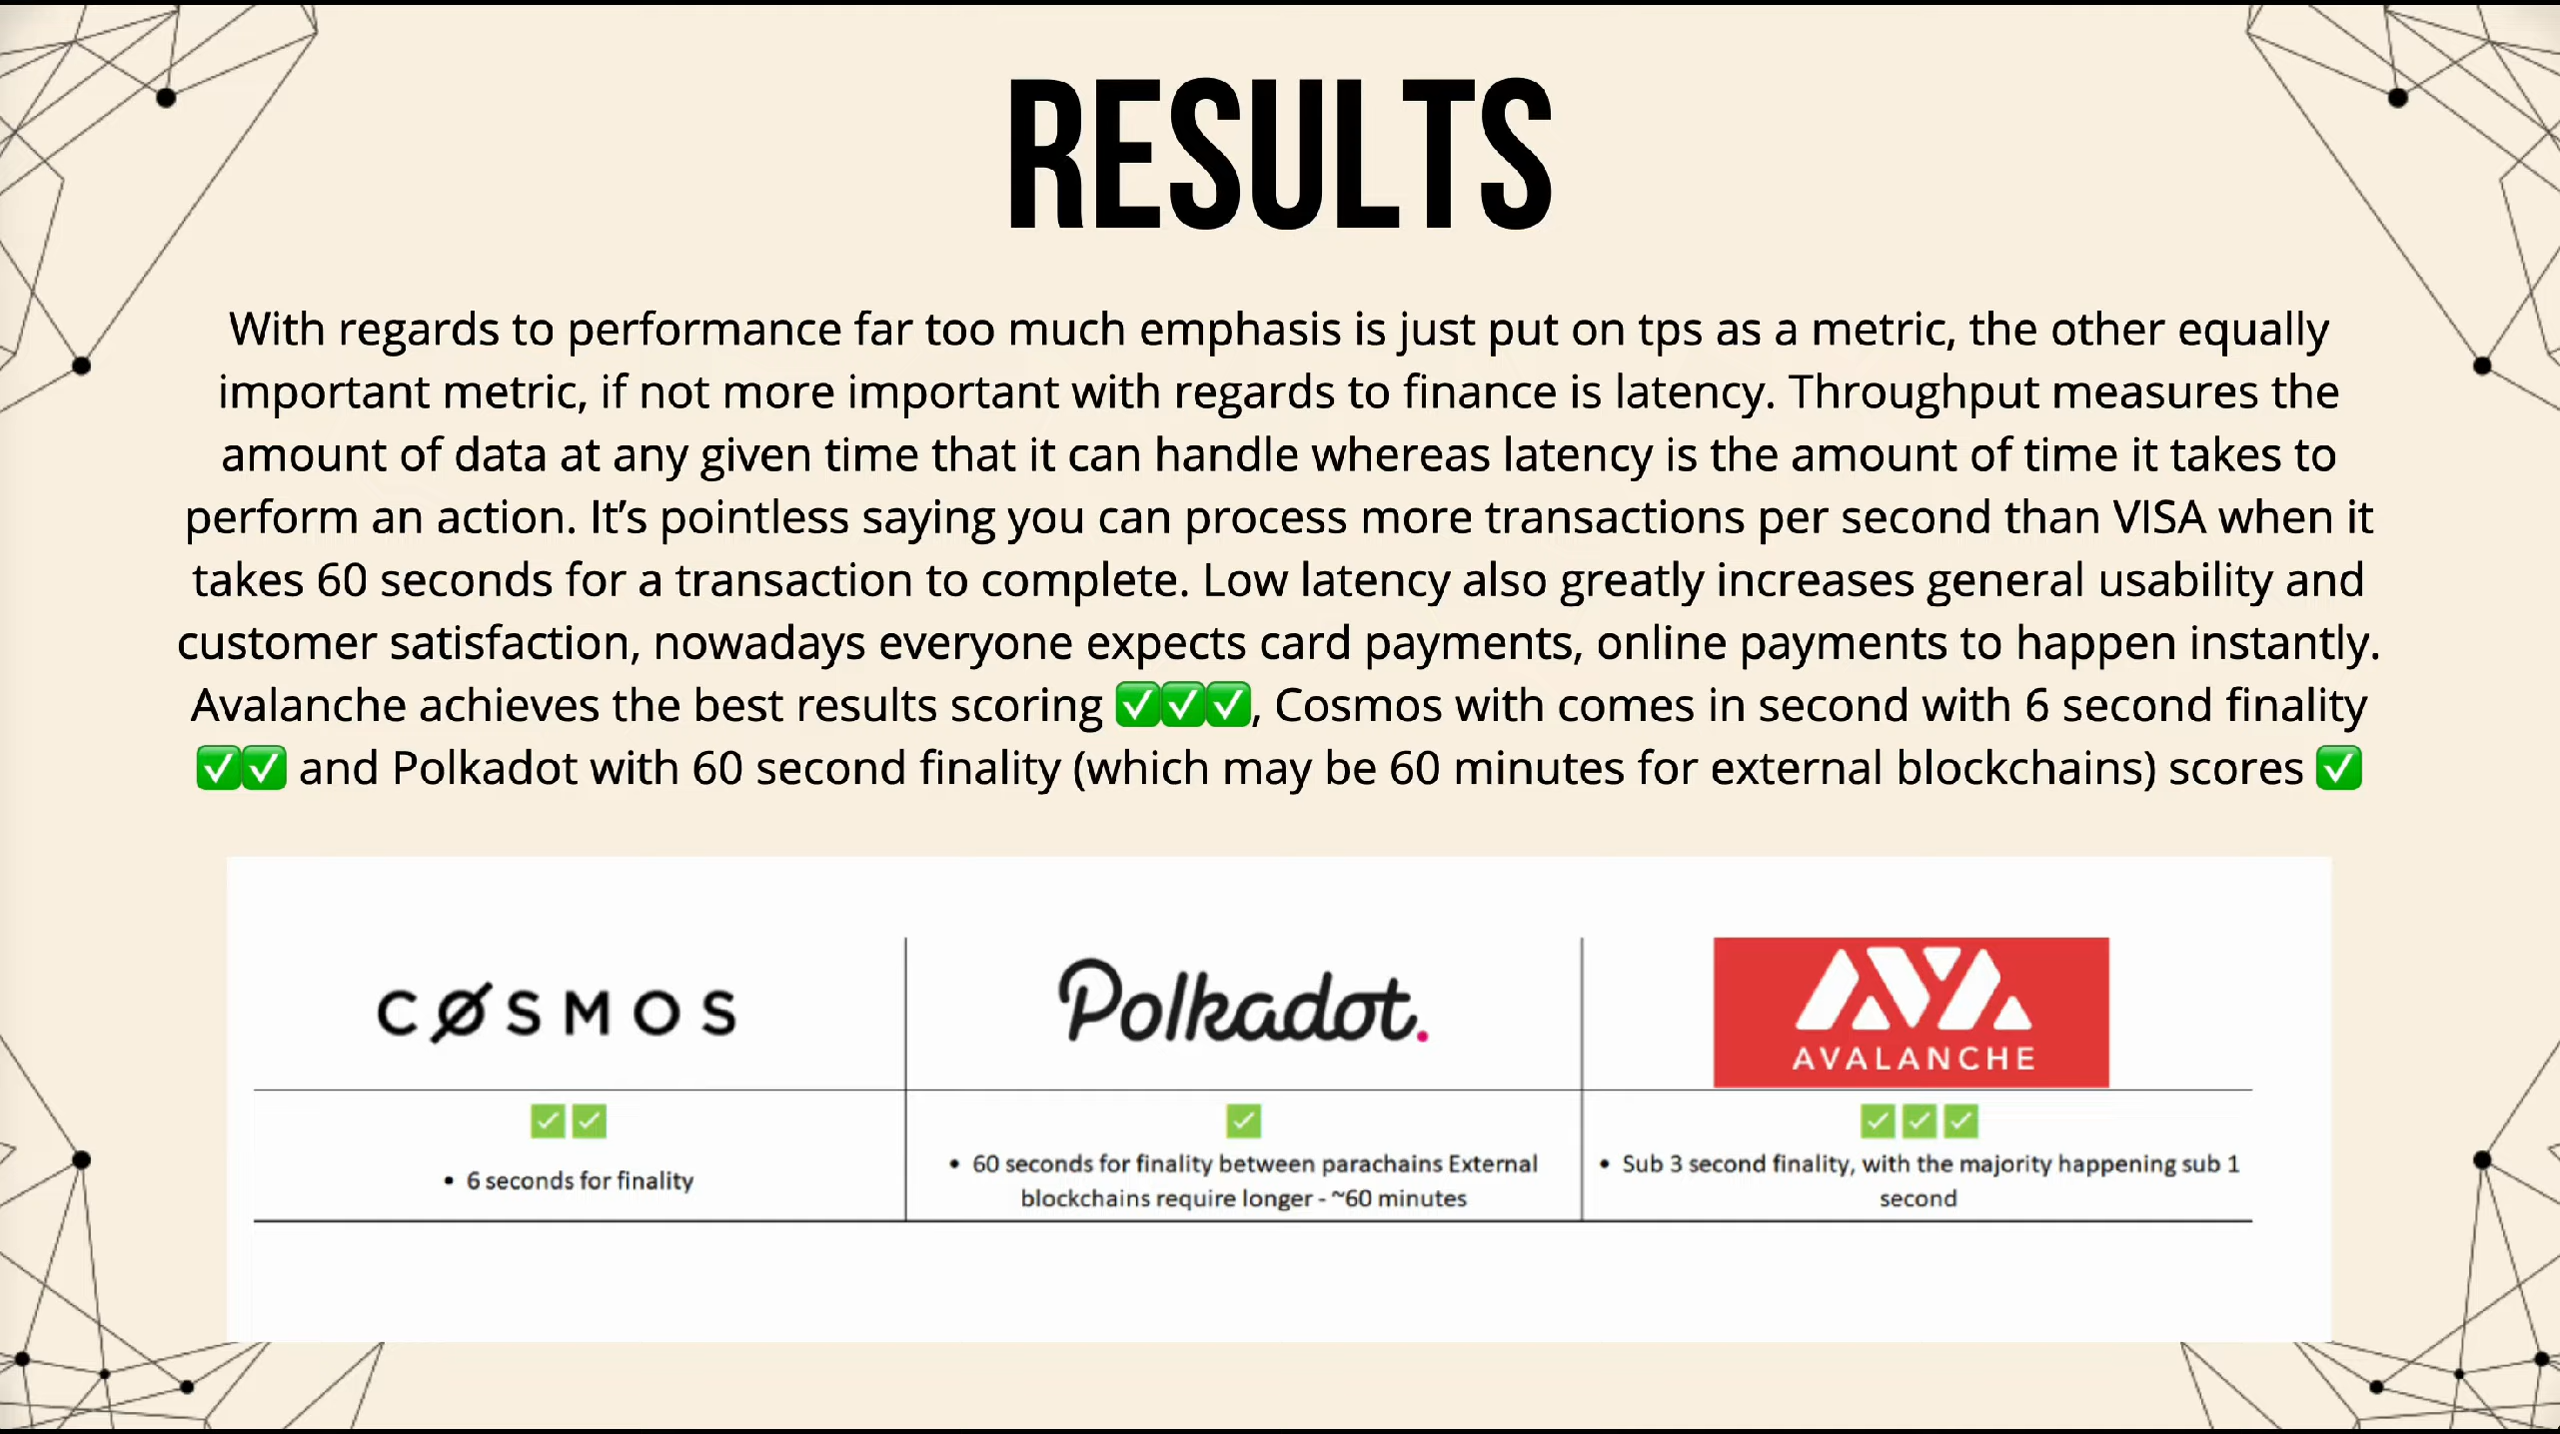 RESULTS
With regards to performance far too much emphasis is just put on tps as a metric, the other equally
important metric, if not more important with regards to finance is latency. Throughput measures the
amount of data at any given time that it can handle whereas latency is the amount of time it takes to
perform an action. It’s pointless saying you can process more transactions per second than VISA when it
takes 60 seconds for a transaction to complete. Low latency also greatly increases general usability and
customer satisfaction, nowadays everyone expects card payments, online payments to happen instantly.
Avalanche achieves the best results scoring ✅✅✅, Cosmos with comes in second with 6 second finality
✅✅ and Polkadot with 60 second finality (which may be 60 minutes for external blockchains) scores ✅
CØSMOS
Polkadot.
AVALANCHE
✅✅
• 6 seconds for finality
✅
• 60 seconds for finality between parachains External
blockchains require longer - ~60 minutes
✅✅✅
• Sub 3 second finality, with the majority happening sub 1
second